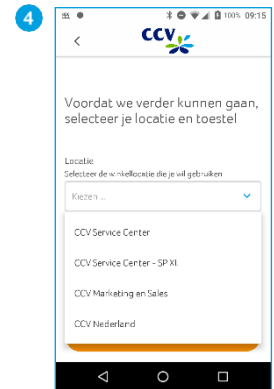 4
100% 09:15
CCV
Voordat we verder kunnen gaan,
selecteer je locatie en toestel
Locatie
Selecteer de winkellocatie die je wil gebruiken
Kiezen ...
CCV Service Center
CCV Service Center - SP XL
CCV Marketing en Sales
CCV Nederland